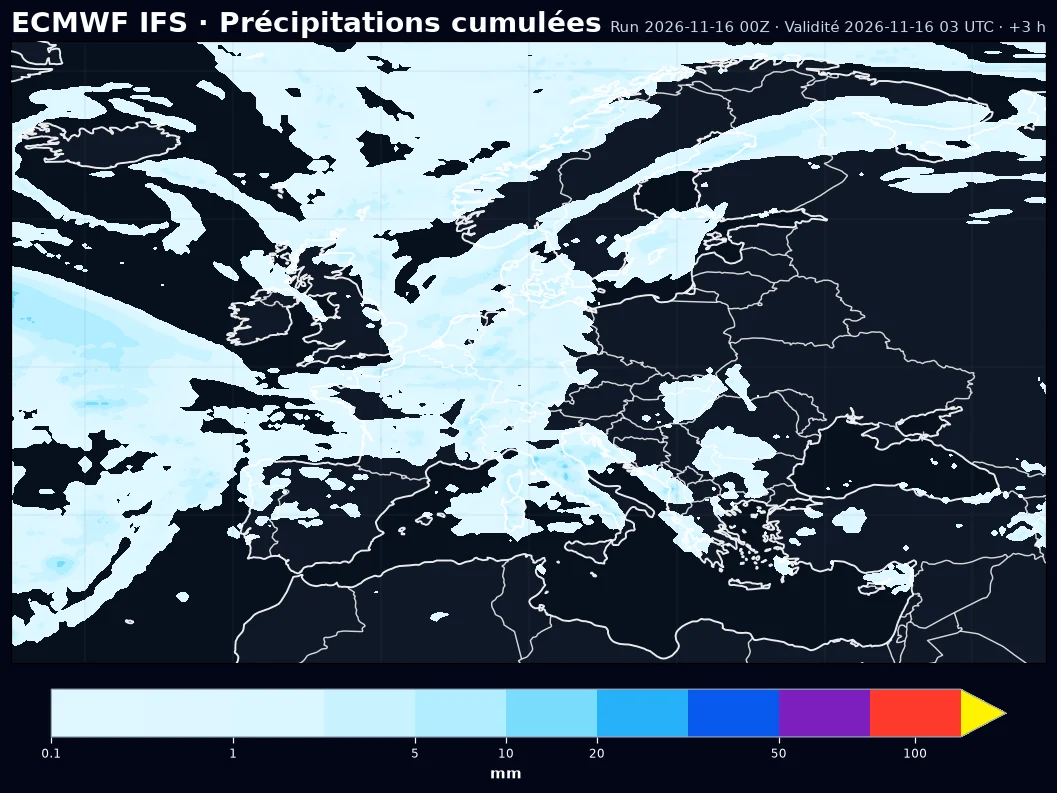 ECMWF IFS · Précipitations cumulées Run 2026-11-16 00Z · Validité 2026-11-16 03 UTC · +3 h
0.1 1 5 10 20 50 100
mm